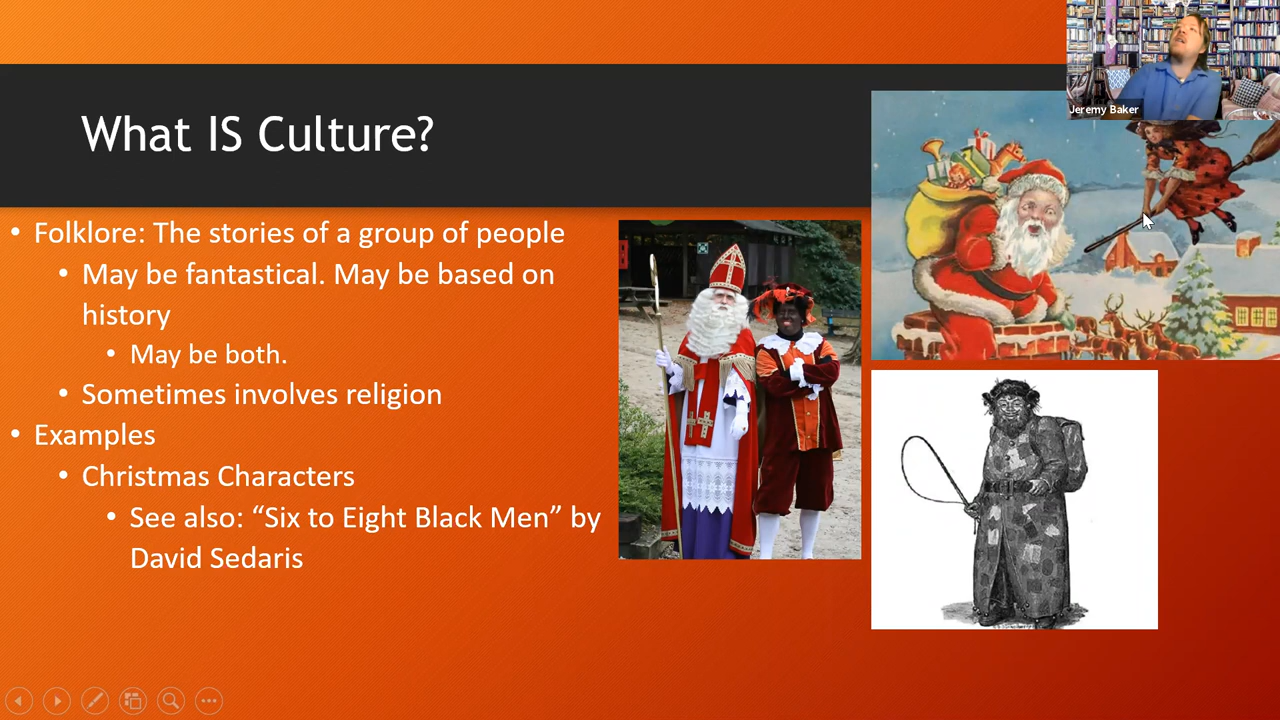 Jeremy Baker
What IS Culture?
• Folklore: The stories of a group of people
• May be fantastical. May be based on
history
• May be both.
• Sometimes involves religion
• Examples
• Christmas Characters
• See also: “Six to Eight Black Men” by
David Sedaris